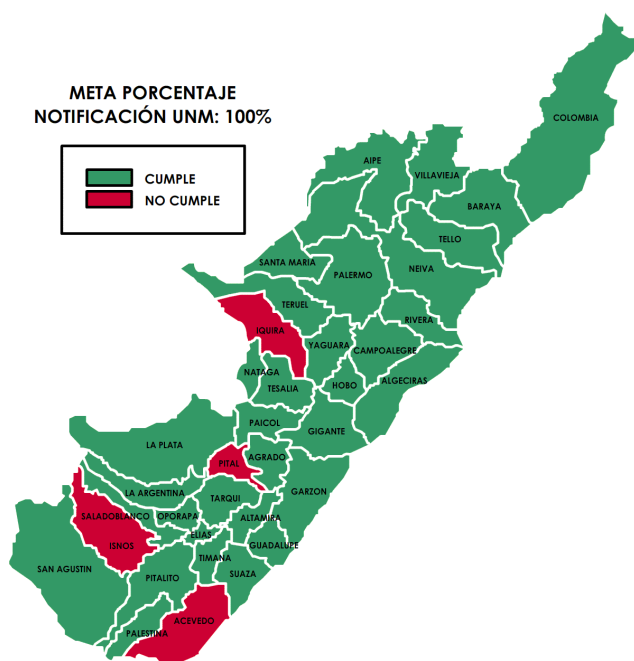 META PORCENTAJE
NOTIFICACIÓN UNM: 100%
CUMPLE
NO CUMPLE
COLOMBIA
AIPE
VILLAVIEJA
BARAYA
TELLO
SANTA MARIA
PALERMO
NEIVA
TERUEL
RIVERA
IQUIRA
YAGUARA
CAMPOALEGRE
NATAGA
TESALIA
HOBO
ALGECIRAS
PAICOL
GIGANTE
LA PLATA
PITAL
AGRADO
LA ARGENTINA
TARQUI
GARZON
SALADOBLANCO
OPORAPA
ALTAMIRA
ELIAS
ISNOS
GUADALUPE
TIMANA
SAN AGUSTIN
PITALITO
SUAZA
ACEVEDO
PALESTINA